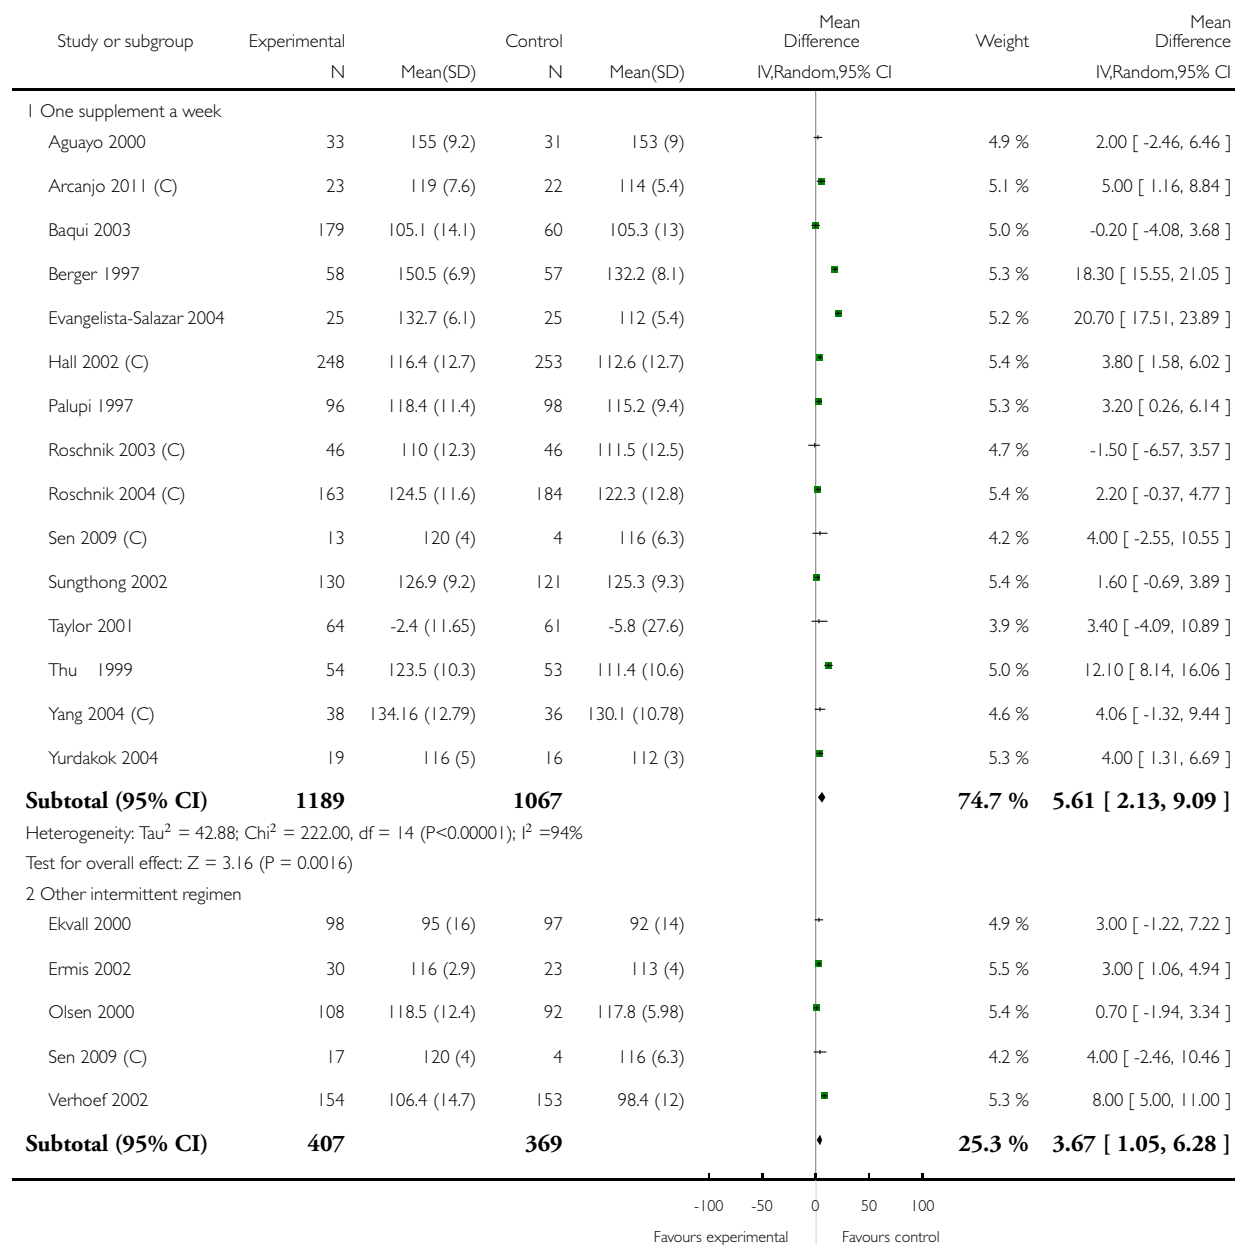 Study or subgroup Experimental Control Mean Difference Weight Mean Difference
N Mean(SD) N Mean(SD) IV,Random,95% CI IV,Random,95% CI
1 One supplement a week
Aguayo 2000 33 155 (9.2) 31 153 (9) 4.9 % 2.00 [ -2.46, 6.46 ]
Arcanjo 2011 (C) 23 119 (7.6) 22 114 (5.4) 5.1 % 5.00 [ 1.16, 8.84 ]
Baqui 2003 179 105.1 (14.1) 60 105.3 (13) 5.0 % -0.20 [ -4.08, 3.68 ]
Berger 1997 58 150.5 (6.9) 57 132.2 (8.1) 5.3 % 18.30 [ 15.55, 21.05 ]
Evangelista-Salazar 2004 25 132.7 (6.1) 25 112 (5.4) 5.2 % 20.70 [ 17.51, 23.89 ]
Hall 2002 (C) 248 116.4 (12.7) 253 112.6 (12.7) 5.4 % 3.80 [ 1.58, 6.02 ]
Palupi 1997 96 118.4 (11.4) 98 115.2 (9.4) 5.3 % 3.20 [ 0.26, 6.14 ]
Roschnik 2003 (C) 46 110 (12.3) 46 111.5 (12.5) 4.7 % -1.50 [ -6.57, 3.57 ]
Roschnik 2004 (C) 163 124.5 (11.6) 184 122.3 (12.8) 5.4 % 2.20 [ -0.37, 4.77 ]
Sen 2009 (C) 13 120 (4) 4 116 (6.3) 4.2 % 4.00 [ -2.55, 10.55 ]
Sungthong 2002 130 126.9 (9.2) 121 125.3 (9.3) 5.4 % 1.60 [ -0.69, 3.89 ]
Taylor 2001 64 -2.4 (11.65) 61 -5.8 (27.6) 3.9 % 3.40 [ -4.09, 10.89 ]
Thu 1999 54 123.5 (10.3) 53 111.4 (10.6) 5.0 % 12.10 [ 8.14, 16.06 ]
Yang 2004 (C) 38 134.16 (12.79) 36 130.1 (10.78) 4.6 % 4.06 [ -1.32, 9.44 ]
Yurdakok 2004 19 116 (5) 16 112 (3) 5.3 % 4.00 [ 1.31, 6.69 ]
Subtotal (95% CI) 1189 1067 74.7 % 5.61 [ 2.13, 9.09 ]
Heterogeneity: Tau² = 42.88; Chi² = 222.00, df = 14 (P<0.00001); I² =94%
Test for overall effect: Z = 3.16 (P = 0.0016)
2 Other intermittent regimen
Ekvall 2000 98 95 (16) 97 92 (14) 4.9 % 3.00 [ -1.22, 7.22 ]
Ermis 2002 30 116 (2.9) 23 113 (4) 5.5 % 3.00 [ 1.06, 4.94 ]
Olsen 2000 108 118.5 (12.4) 92 117.8 (5.98) 5.4 % 0.70 [ -1.94, 3.34 ]
Sen 2009 (C) 17 120 (4) 4 116 (6.3) 4.2 % 4.00 [ -2.46, 10.46 ]
Verhoef 2002 154 106.4 (14.7) 153 98.4 (12) 5.3 % 8.00 [ 5.00, 11.00 ]
Subtotal (95% CI) 407 369 25.3 % 3.67 [ 1.05, 6.28 ]
-100 -50 0 50 100
Favours experimental Favours control